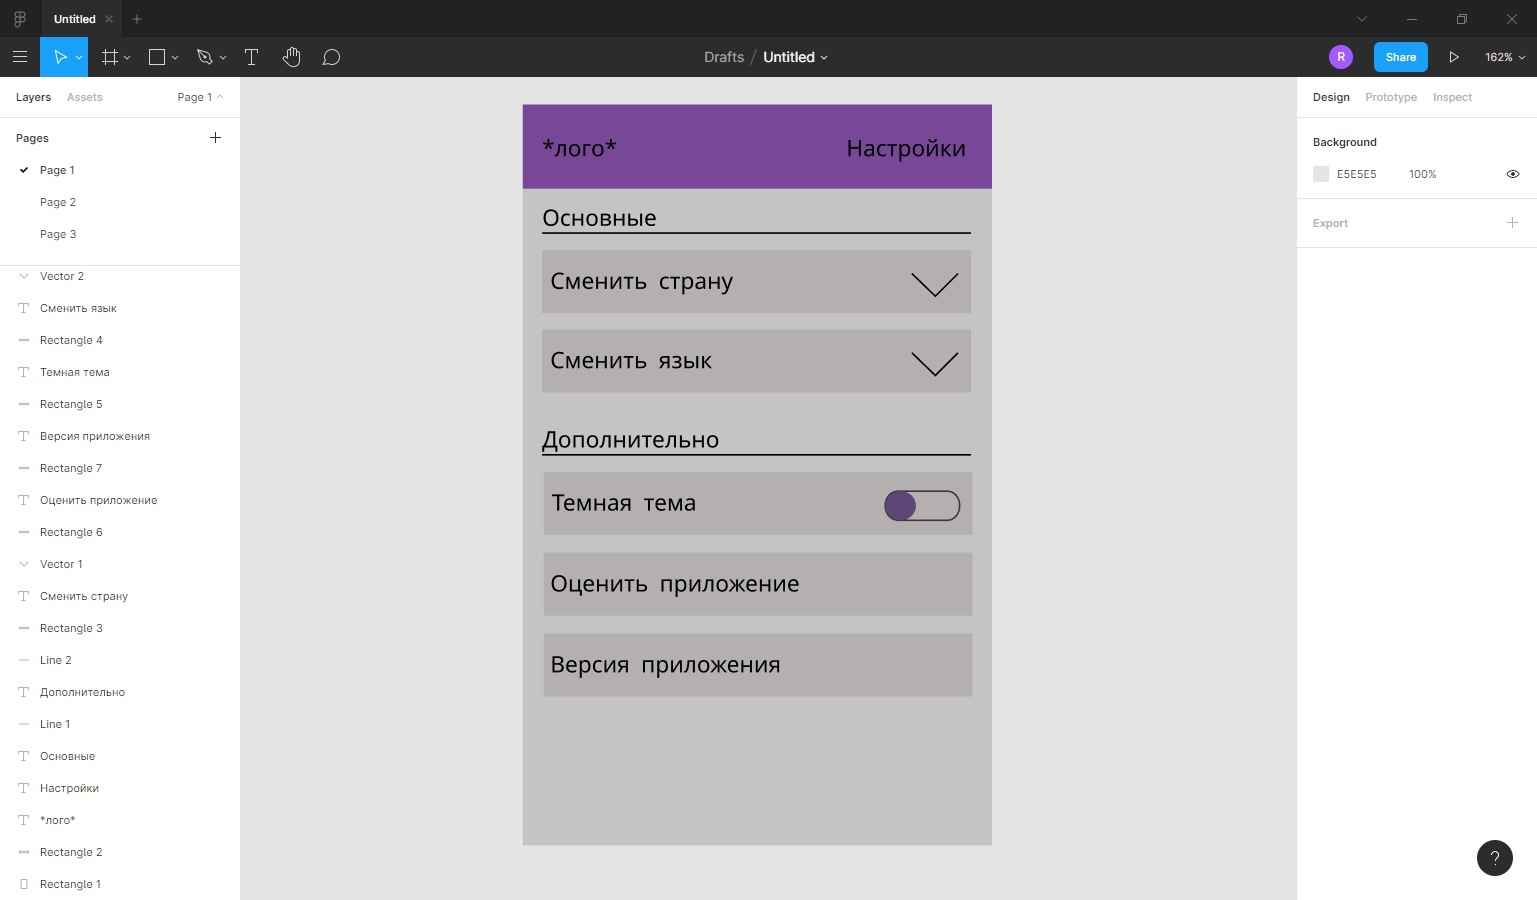 Untitled
Drafts / Untitled
R
Share
162%
Layers Assets Page 1
Pages
Page 1
Page 2
Page 3
Vector 2
Сменить язык
Rectangle 4
Темная тема
Rectangle 5
Версия приложения
Rectangle 7
Оценить приложение
Rectangle 6
Vector 1
Сменить страну
Rectangle 3
Line 2
Дополнительно
Line 1
Основные
Настройки
*лого*
Rectangle 2
Rectangle 1
*лого* Настройки
Основные
Сменить страну
Сменить язык
Дополнительно
Темная тема
Оценить приложение
Версия приложения
Design Prototype Inspect
Background
E5E5E5 100%
Export
?